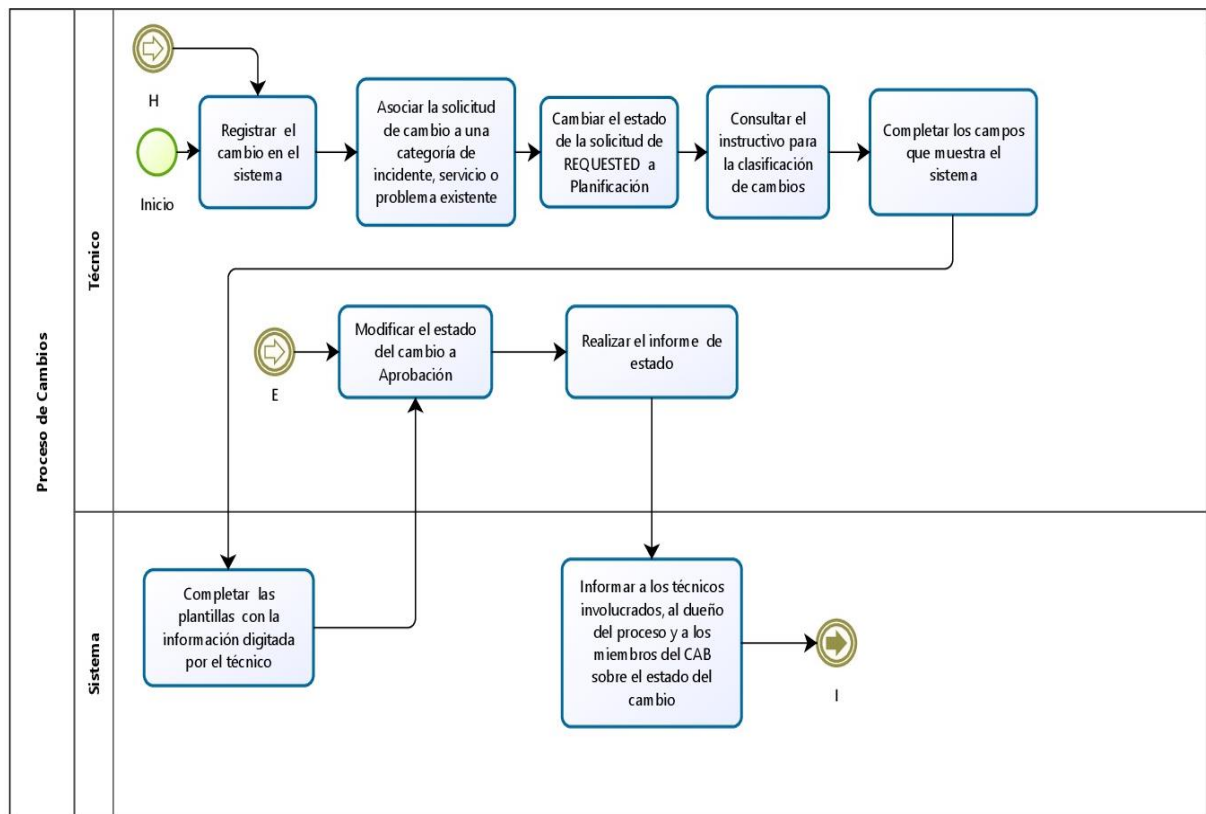 Proceso de Cambios
Técnico
H
Inicio
Registrar el
cambio en el
sistema
Asociar la solicitud
de cambio a una
categoría de
incidente, servicio o
problema existente
Cambiar el estado
de la solicitud de
REQUESTED a
Planificación
Consultar el
instructivo para
la clasificación
de cambios
Completar los campos
que muestra el
sistema
E
Modificar el estado
del cambio a
Aprobación
Realizar el informe de
estado
Sistema
Completar las
plantillas con la
información digitada
por el técnico
Informar a los técnicos
involucrados, al dueño
del proceso y a los
miembros del CAB
sobre el estado del
cambio
I